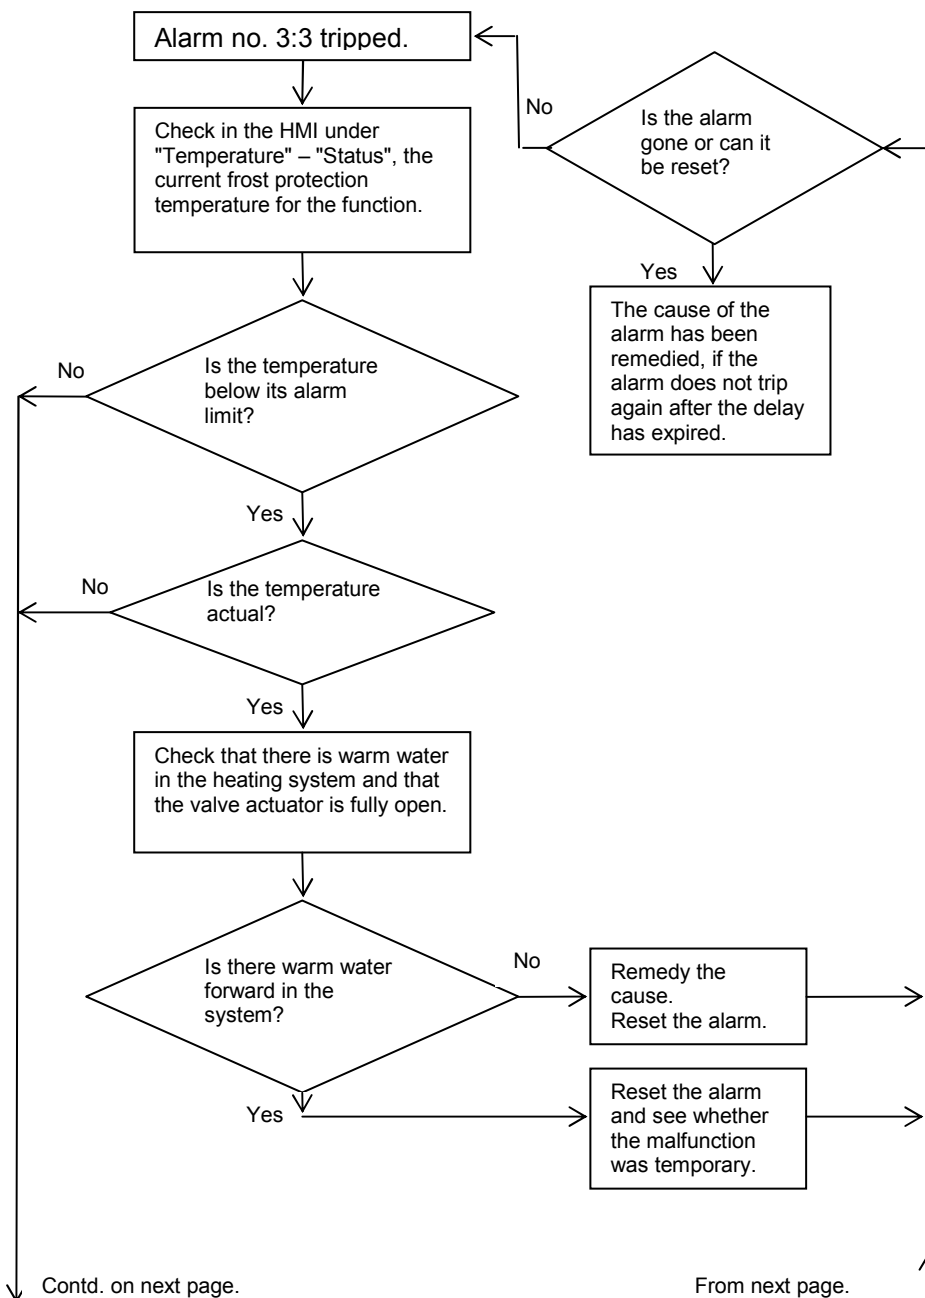 Alarm no. 3:3 tripped.
Check in the HMI under
"Temperature" – "Status", the
current frost protection
temperature for the function.
No
Is the alarm
gone or can it
be reset?
Yes
The cause of the
alarm has been
remedied, if the
alarm does not trip
again after the delay
has expired.
No
Is the temperature
below its alarm
limit?
Yes
No
Is the temperature
actual?
Yes
Check that there is warm water
in the heating system and that
the valve actuator is fully open.
Is there warm water
forward in the
system?
No
Remedy the
cause.
Reset the alarm.
Yes
Reset the alarm
and see whether
the malfunction
was temporary.
Contd. on next page.
From next page.